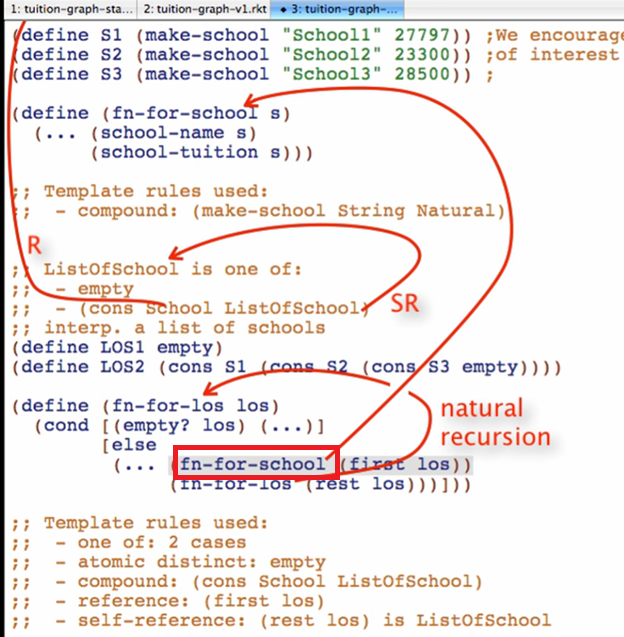 1: tuition-graph-sta... 2: tuition-graph-v1.rkt 3: tuition-graph-...
(define S1 (make-school "School1" 27797)) ;We encourage
(define S2 (make-school "School2" 23300)) ;of interest
(define S3 (make-school "School3" 28500)) ;
(define (fn-for-school s)
(... (school-name s)
(school-tuition s)))
;; Template rules used:
;; - compound: (make-school String Natural)
R
;; ListOfSchool is one of:
;; - empty
;; - (cons School ListOfSchool)
SR
;; interp. a list of schools
(define LOS1 empty)
(define LOS2 (cons S1 (cons S2 (cons S3 empty))))
(define (fn-for-los los)
natural
(cond [(empty? los) (...)]
recursion
[else
(... (fn-for-school (first los))
(fn-for-los (rest los)))]))
;; Template rules used:
;; - one of: 2 cases
;; - atomic distinct: empty
;; - compound: (cons School ListOfSchool)
;; - reference: (first los)
;; - self-reference: (rest los) is ListOfSchool